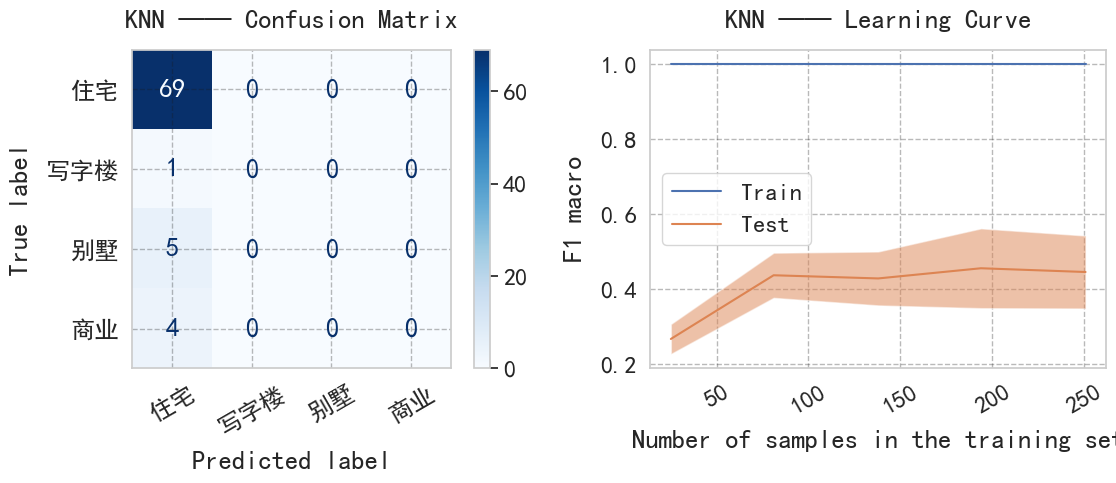 KNN —— Confusion Matrix
True label
住宅
69
0
0
0
写字楼
1
0
0
0
别墅
5
0
0
0
商业
4
0
0
0
住宅
写字楼
别墅
商业
Predicted label
60
40
20
0
KNN —— Learning Curve
F1 macro
1.0
0.8
0.6
0.4
0.2
Train
Test
50
100
150
200
250
Number of samples in the training set